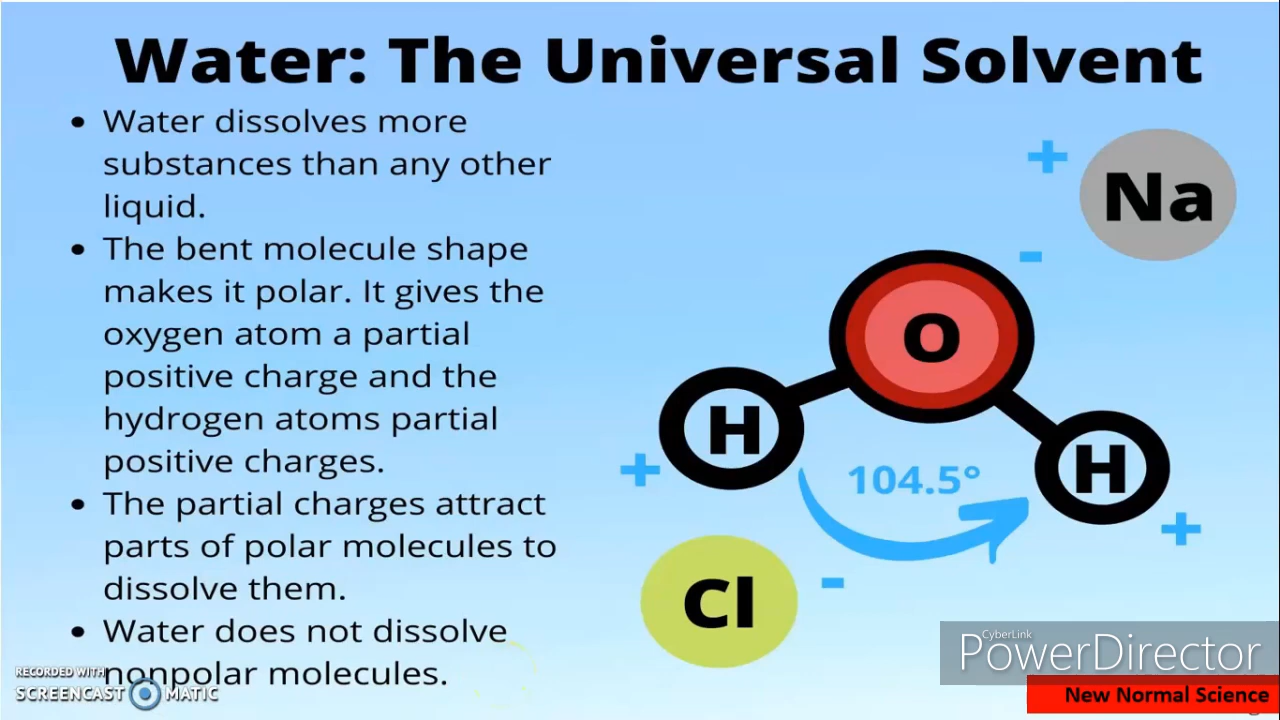 Water: The Universal Solvent
• Water dissolves more
substances than any other
liquid.
• The bent molecule shape
makes it polar. It gives the
oxygen atom a partial
positive charge and the
hydrogen atoms partial
positive charges.
• The partial charges attract
parts of polar molecules to
dissolve them.
• Water does not dissolve
nonpolar molecules.
+
Na
-
O
H
H
+
104.5°
+
Cl
-
RECORDED WITH
SCREENCAST MATIC
CyberLink
PowerDirector
New Normal Science